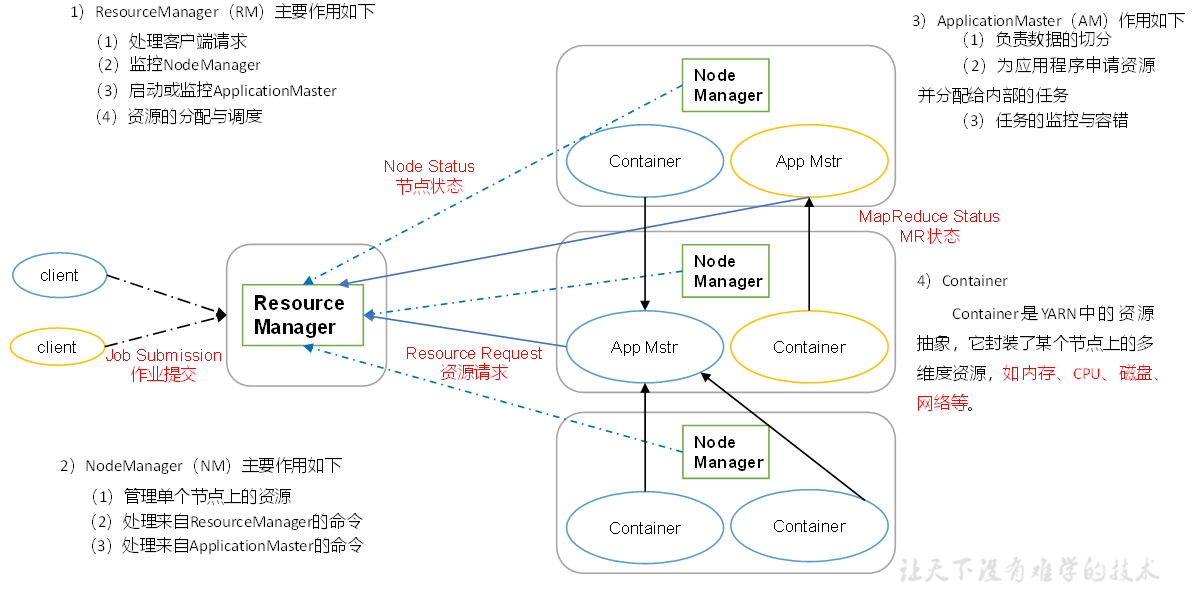 1）ResourceManager（RM）主要作用如下
（1）处理客户端请求
（2）监控NodeManager
（3）启动或监控ApplicationMaster
（4）资源的分配与调度
3）ApplicationMaster（AM）作用如下
（1）负责数据的切分
（2）为应用程序申请资源
并分配给内部的任务
（3）任务的监控与容错
Node
Manager
Container
App Mstr
Node Status
节点状态
MapReduce Status
MR状态
client
client
Job Submission
作业提交
Resource
Manager
Resource Request
资源请求
Node
Manager
App Mstr
Container
4）Container
Container是YARN中的资源
抽象，它封装了某个节点上的多
维度资源，如内存、CPU、磁盘、
网络等。
Node
Manager
Container
Container
2）NodeManager（NM）主要作用如下
（1）管理单个节点上的资源
（2）处理来自ResourceManager的命令
（3）处理来自ApplicationMaster的命令
让天下没有难学的技术